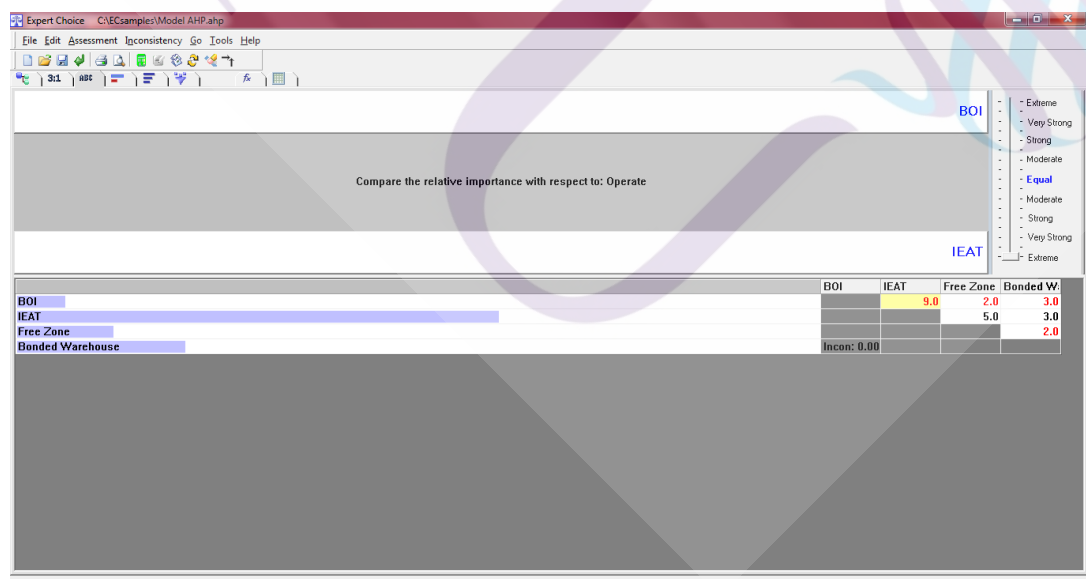 Expert Choice C:\ECsamples\Model AHP.ahp
File Edit Assessment Inconsistency Go Tools Help
3:1 ABC fx
BOI
Compare the relative importance with respect to: Operate
IEAT
Extreme
Very Strong
Strong
Moderate
Equal
Moderate
Strong
Very Strong
Extreme
BOI IEAT Free Zone Bonded W
BOI 9.0 2.0 3.0
IEAT 5.0 3.0
Free Zone 2.0
Bonded Warehouse Incon: 0.00